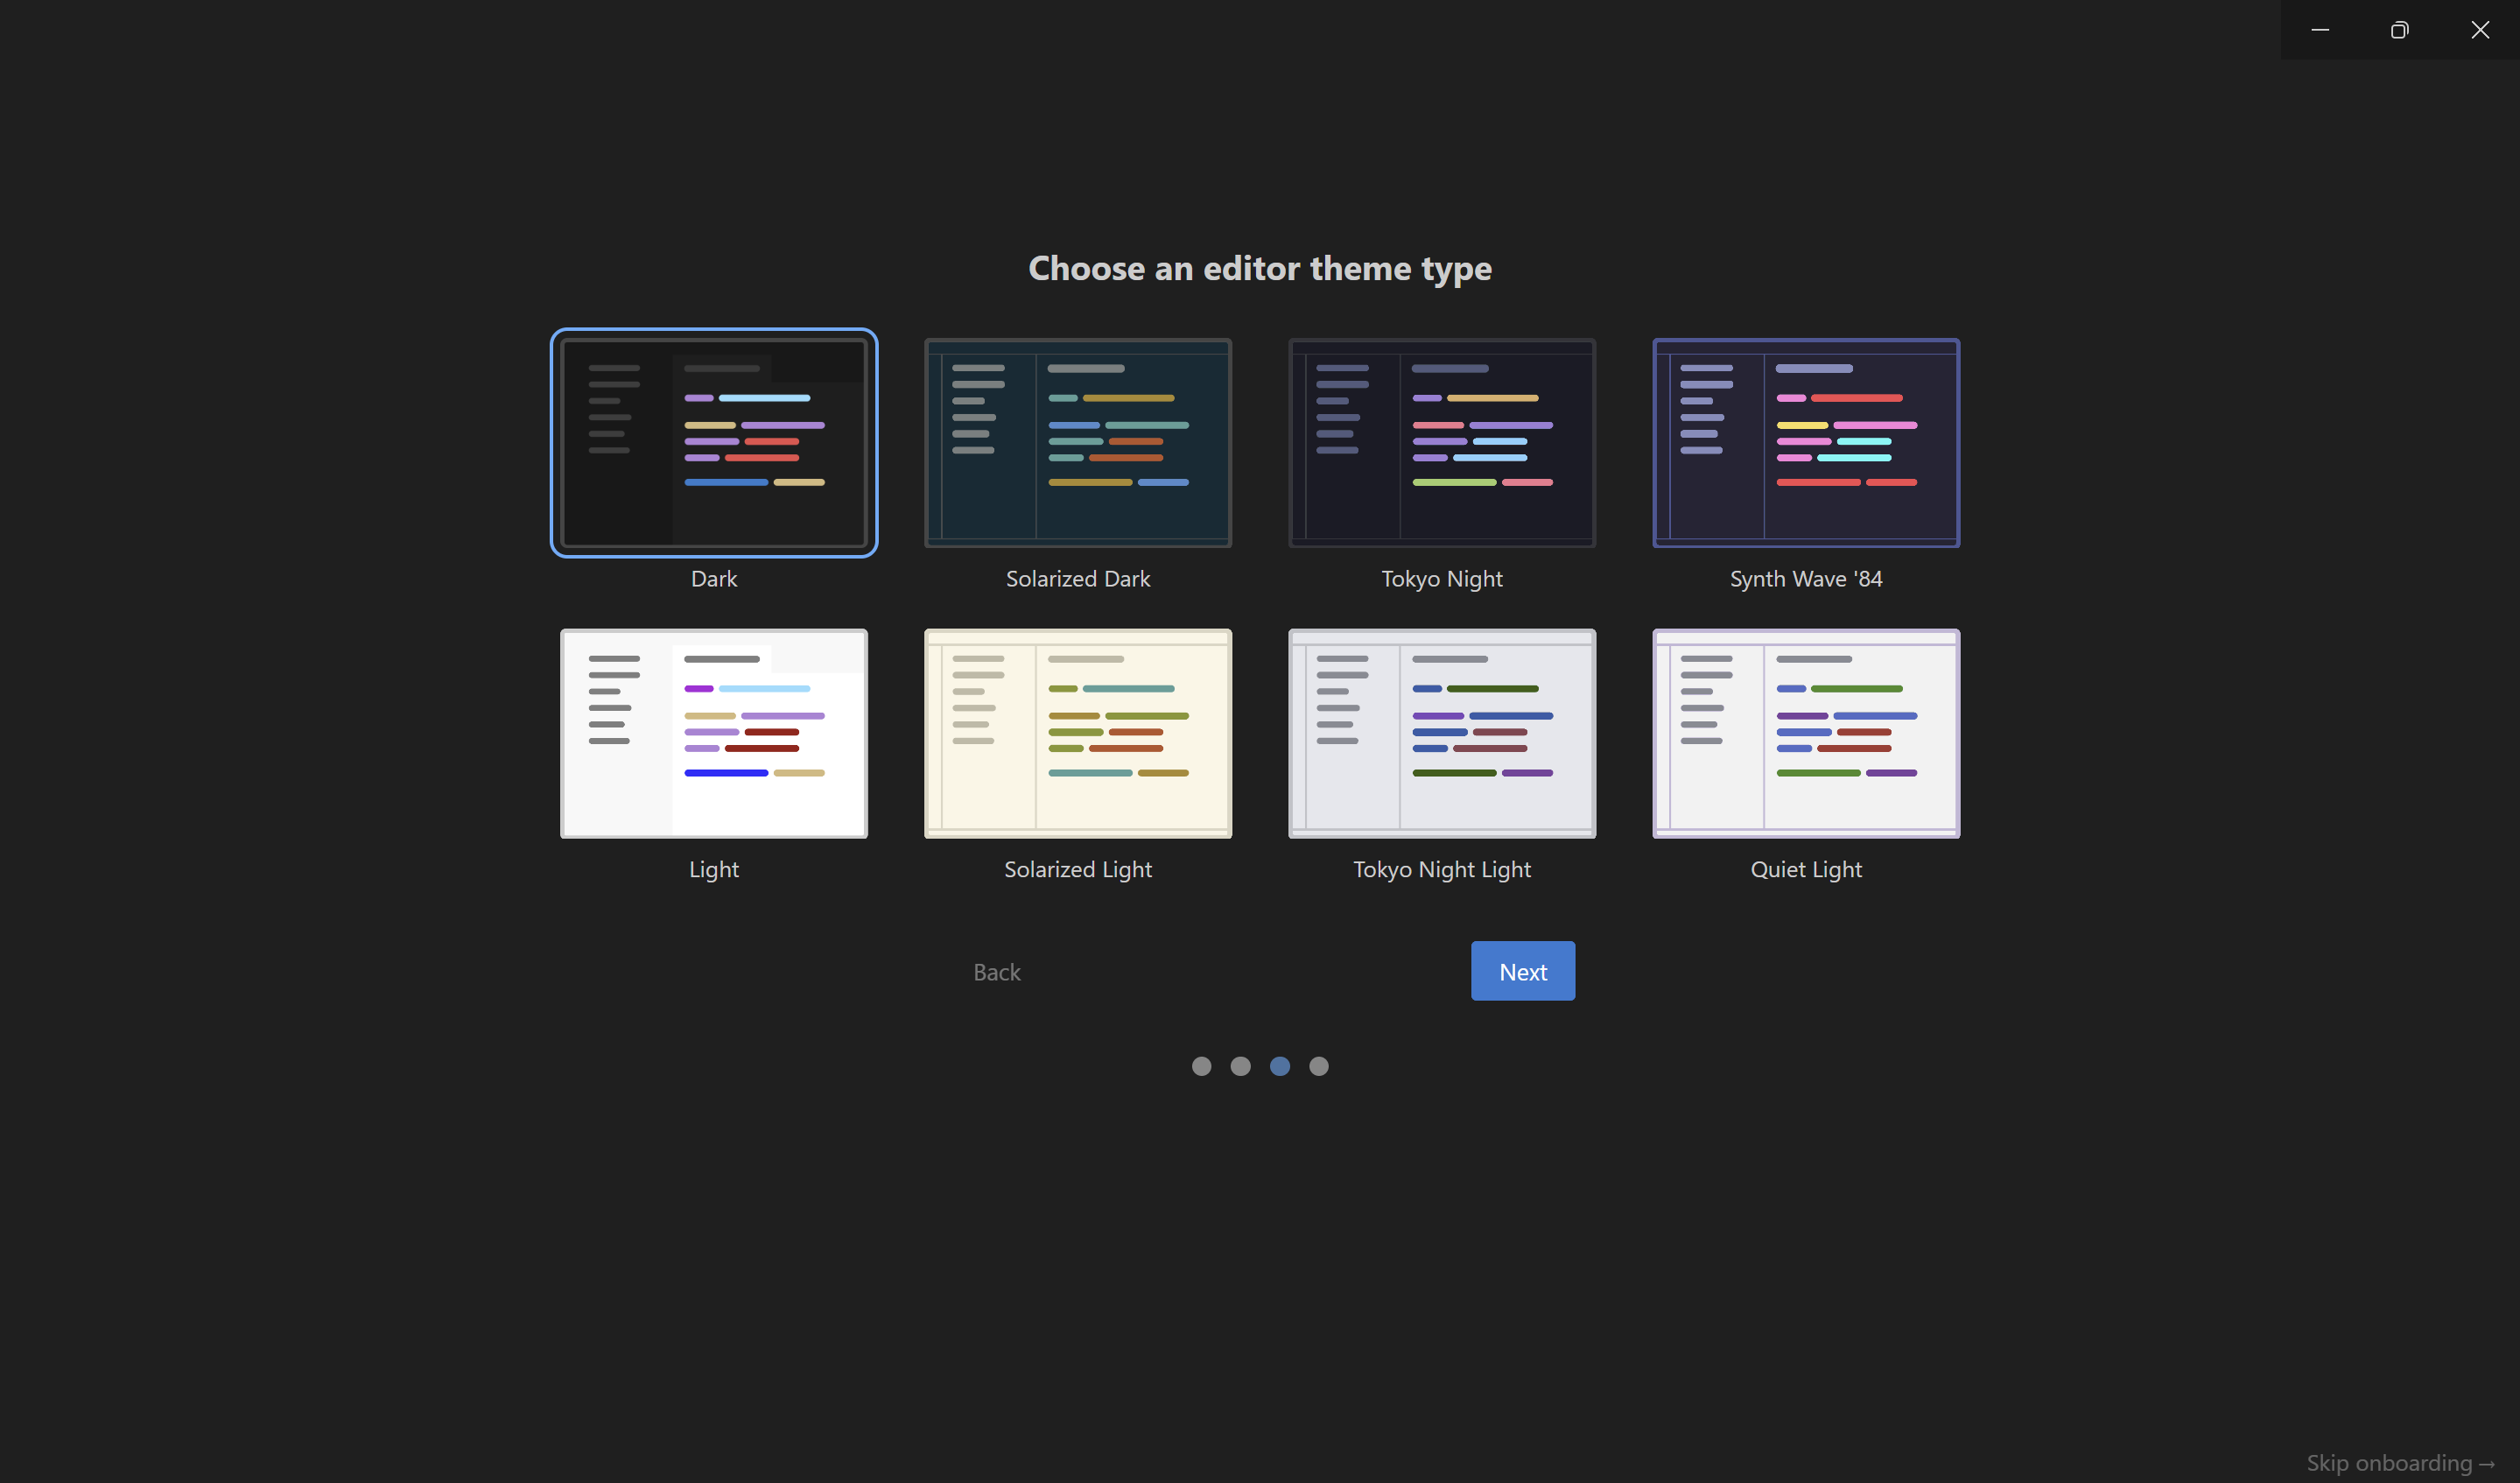 Choose an editor theme type
Dark
Solarized Dark
Tokyo Night
Synth Wave '84
Light
Solarized Light
Tokyo Night Light
Quiet Light
Back
Next
Skip onboarding →